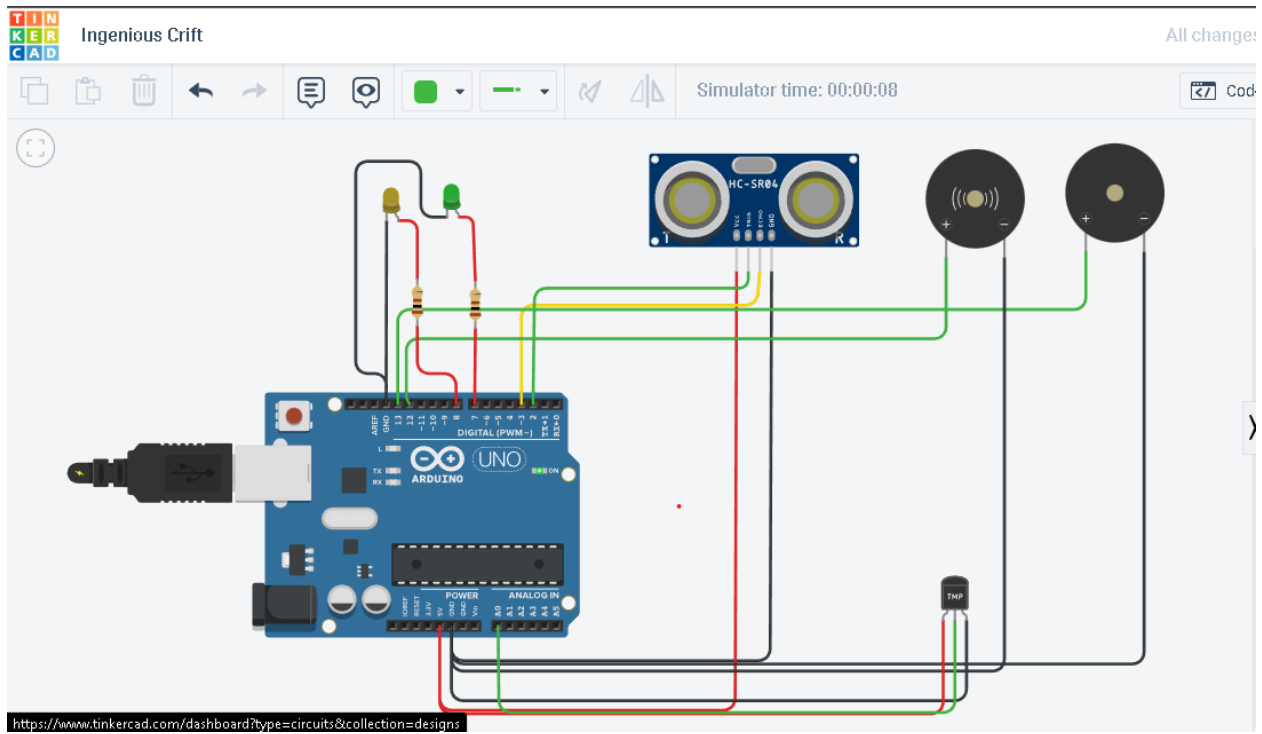 TINKERCAD
Ingenious Crift
All changes
Simulator time: 00:00:08
Cod
HC-SR04
VCC
TRIG
ECHO
GND
T
R
+
−
+
−
AREF
GND
13
12
~11
~10
~9
8
7
~6
~5
4
~3
2
TX→1
RX←0
DIGITAL (PWM~)
L
TX
RX
UNO
ARDUINO
ON
POWER
ANALOG IN
IOREF
RESET
3.3V
5V
GND
GND
Vin
A0
A1
A2
A3
A4
A5
TMP
https://www.tinkercad.com/dashboard?type=circuits&collection=designs